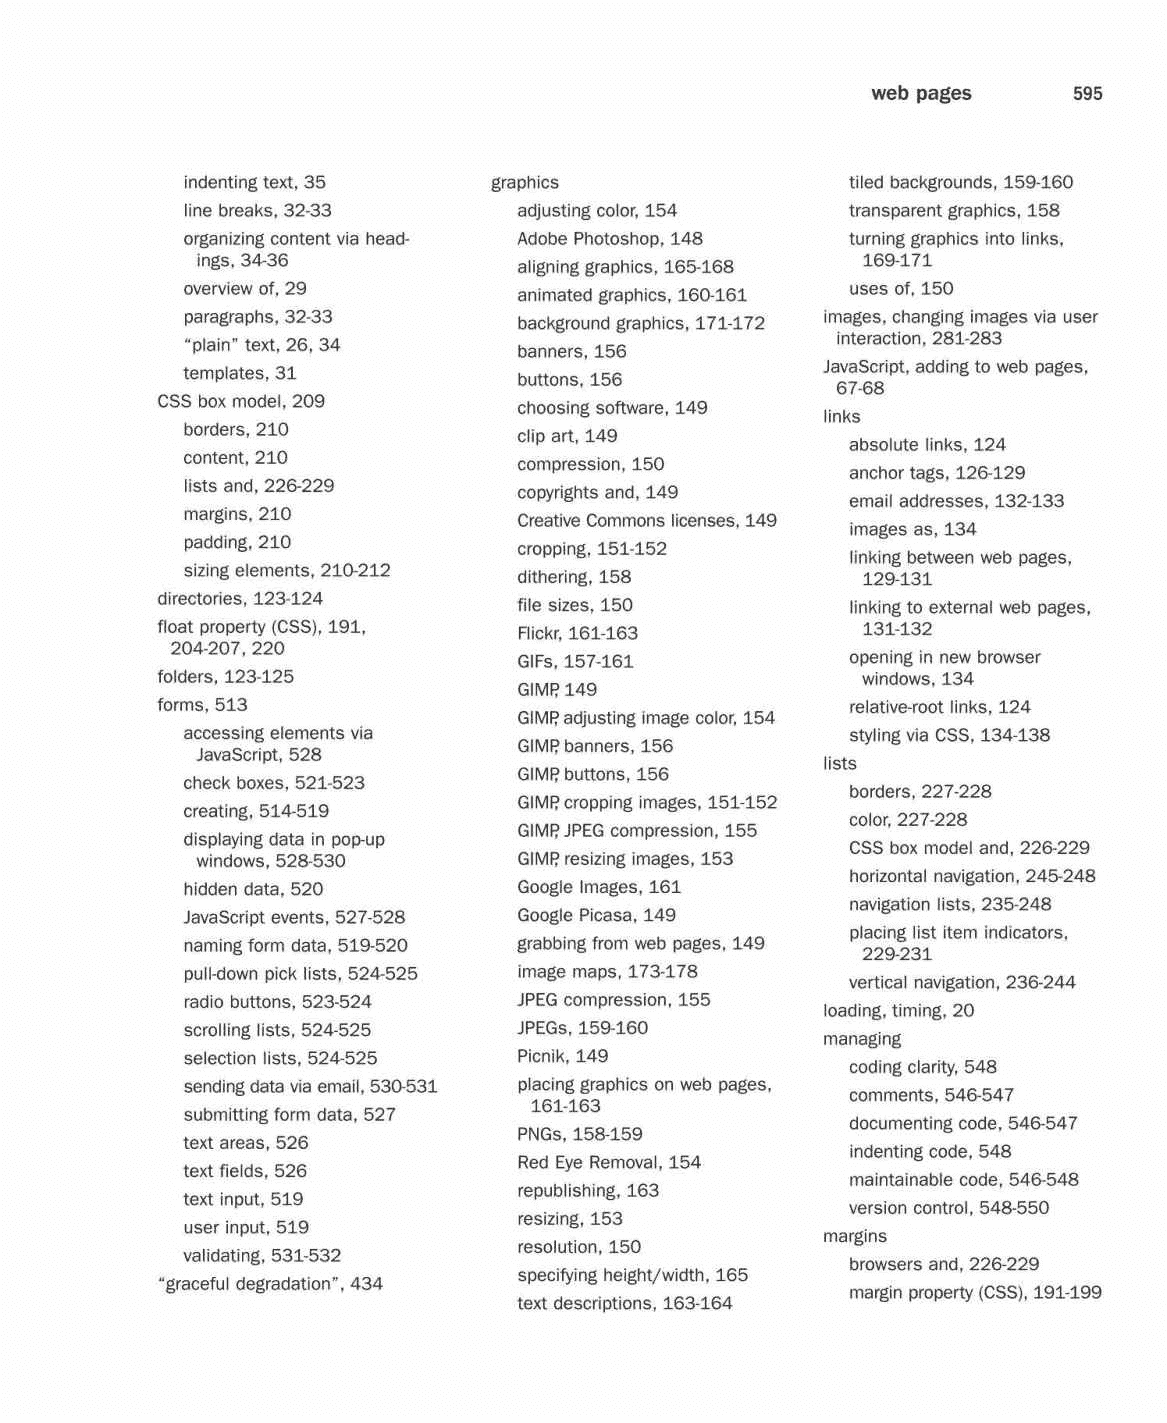 web pages 595
indenting text, 35
line breaks, 32-33
organizing content via head-
ings, 34-36
overview of, 29
paragraphs, 32-33
“plain” text, 26, 34
templates, 31
CSS box model, 209
borders, 210
content, 210
lists and, 226-229
margins, 210
padding, 210
sizing elements, 210-212
directories, 123-124
float property (CSS), 191,
204-207, 220
folders, 123-125
forms, 513
accessing elements via
JavaScript, 528
check boxes, 521-523
creating, 514-519
displaying data in pop-up
windows, 528-530
hidden data, 520
JavaScript events, 527-528
naming form data, 519-520
pull-down pick lists, 524-525
radio buttons, 523-524
scrolling lists, 524-525
selection lists, 524-525
sending data via email, 530-531
submitting form data, 527
text areas, 526
text fields, 526
text input, 519
user input, 519
validating, 531-532
“graceful degradation”, 434
graphics
adjusting color, 154
Adobe Photoshop, 148
aligning graphics, 165-168
animated graphics, 160-161
background graphics, 171-172
banners, 156
buttons, 156
choosing software, 149
clip art, 149
compression, 150
copyrights and, 149
Creative Commons licenses, 149
cropping, 151-152
dithering, 158
file sizes, 150
Flickr, 161-163
GIFs, 157-161
GIMP, 149
GIMP, adjusting image color, 154
GIMP, banners, 156
GIMP, buttons, 156
GIMP, cropping images, 151-152
GIMP, JPEG compression, 155
GIMP, resizing images, 153
Google Images, 161
Google Picasa, 149
grabbing from web pages, 149
image maps, 173-178
JPEG compression, 155
JPEGs, 159-160
Picnik, 149
placing graphics on web pages,
161-163
PNGs, 158-159
Red Eye Removal, 154
republishing, 163
resizing, 153
resolution, 150
specifying height/width, 165
text descriptions, 163-164
tiled backgrounds, 159-160
transparent graphics, 158
turning graphics into links,
169-171
uses of, 150
images, changing images via user
interaction, 281-283
JavaScript, adding to web pages,
67-68
links
absolute links, 124
anchor tags, 126-129
email addresses, 132-133
images as, 134
linking between web pages,
129-131
linking to external web pages,
131-132
opening in new browser
windows, 134
relative-root links, 124
styling via CSS, 134-138
lists
borders, 227-228
color, 227-228
CSS box model and, 226-229
horizontal navigation, 245-248
navigation lists, 235-248
placing list item indicators,
229-231
vertical navigation, 236-244
loading, timing, 20
managing
coding clarity, 548
comments, 546-547
documenting code, 546-547
indenting code, 548
maintainable code, 546-548
version control, 548-550
margins
browsers and, 226-229
margin property (CSS), 191-199